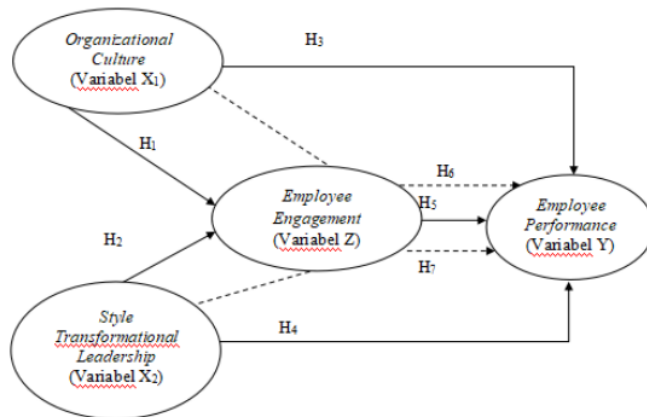 Organizational
Culture
(Variabel X1)
H3
H1
H6
Employee
Engagement
(Variabel Z)
H5
Employee
Performance
(Variabel Y)
H2
H7
Style
Transformational
Leadership
(Variabel X2)
H4